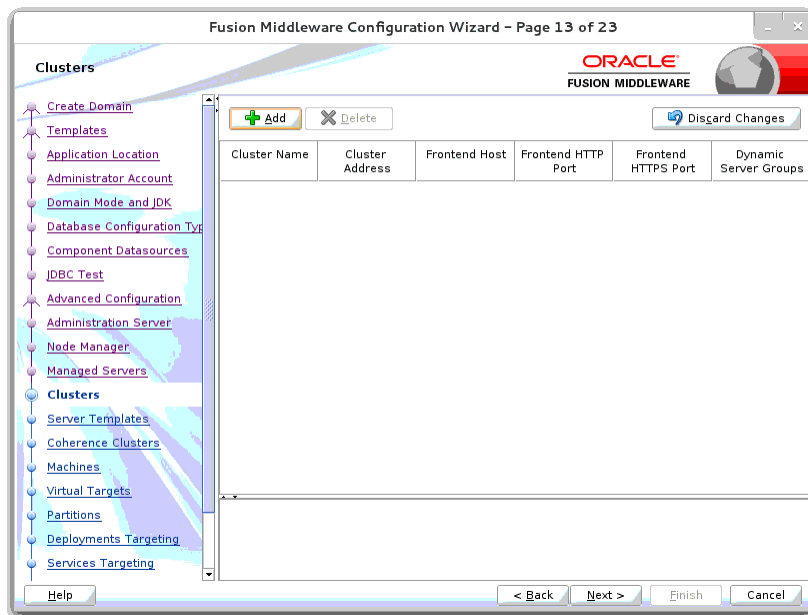 Fusion Middleware Configuration Wizard – Page 13 of 23
Clusters
ORACLE
FUSION MIDDLEWARE
Create Domain
Templates
Application Location
Administrator Account
Domain Mode and JDK
Database Configuration Typ
Component Datasources
JDBC Test
Advanced Configuration
Administration Server
Node Manager
Managed Servers
Clusters
Server Templates
Coherence Clusters
Machines
Virtual Targets
Partitions
Deployments Targeting
Services Targeting
Add
Delete
Discard Changes
Cluster Name
Cluster
Address
Frontend Host
Frontend HTTP
Port
Frontend
HTTPS Port
Dynamic
Server Groups
Help
< Back
Next >
Finish
Cancel